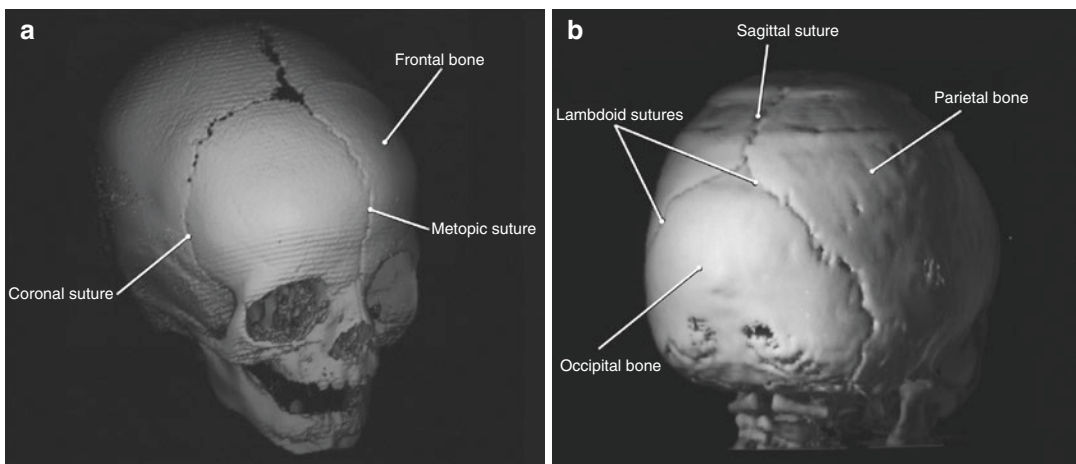 a
Frontal bone
Metopic suture
Coronal suture
b
Sagittal suture
Lambdoid sutures
Parietal bone
Occipital bone